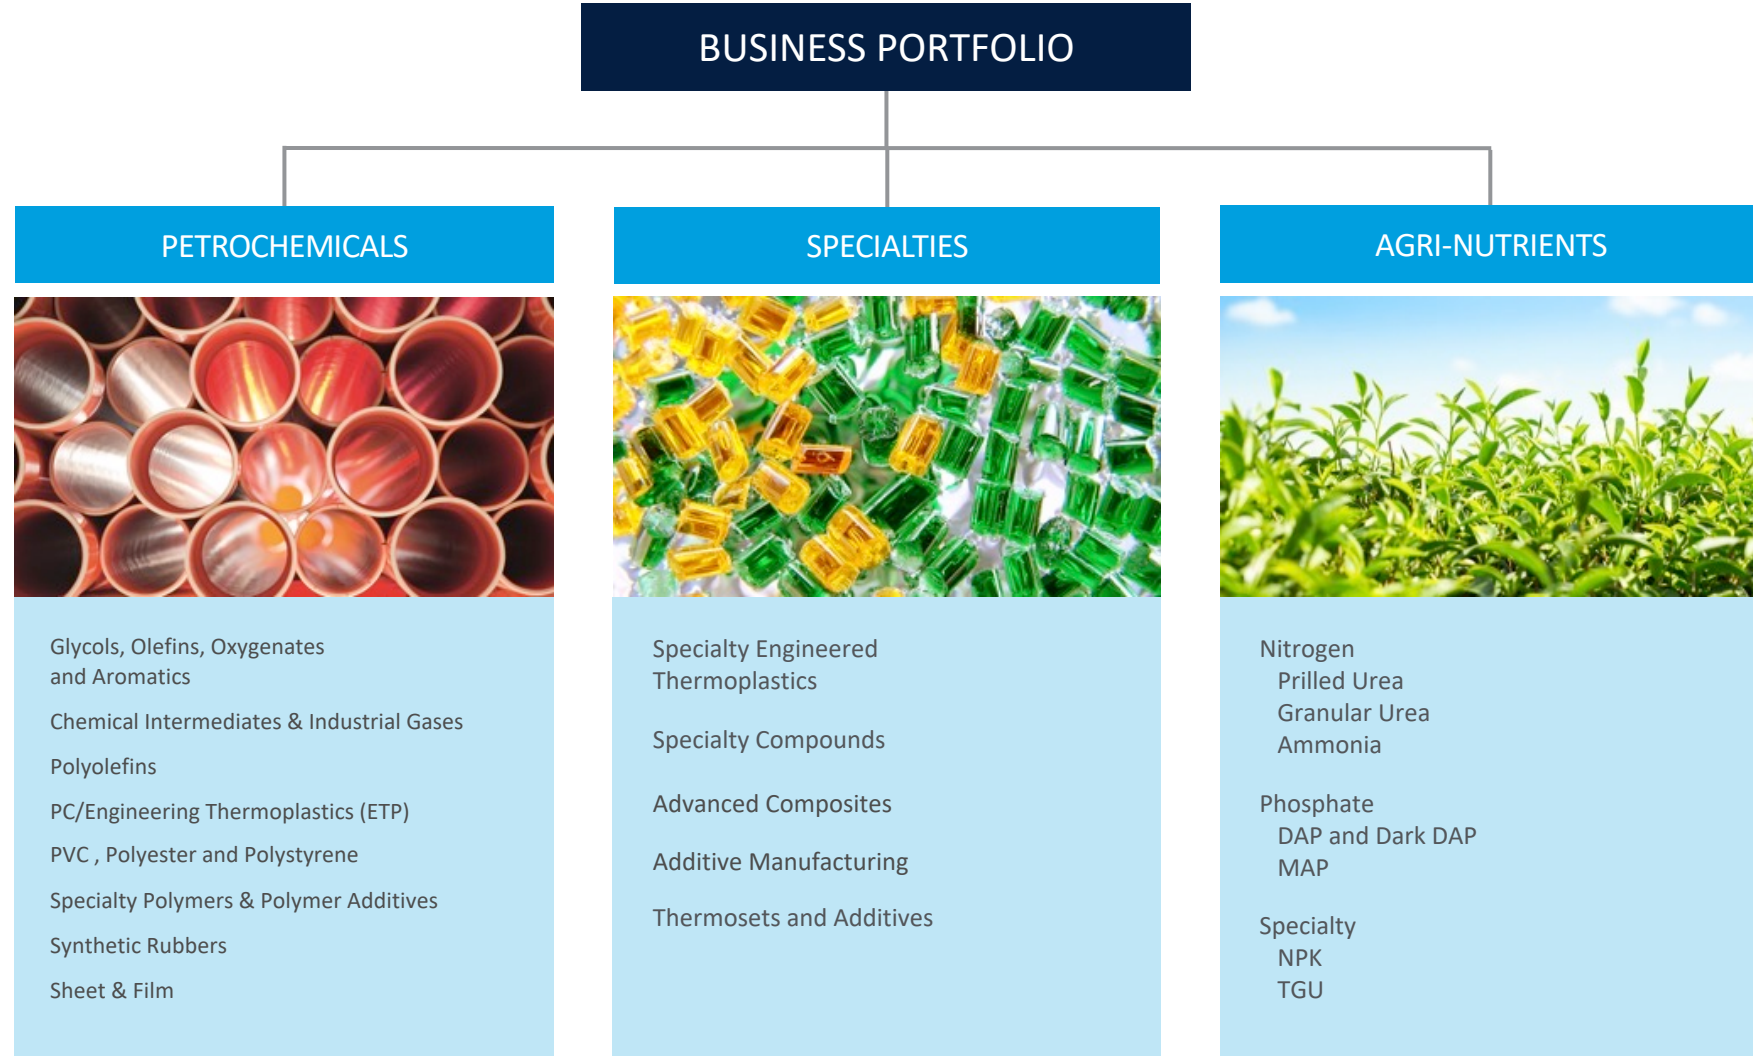 BUSINESS PORTFOLIO
PETROCHEMICALS
Glycols, Olefins, Oxygenates
and Aromatics
Chemical Intermediates & Industrial Gases
Polyolefins
PC/Engineering Thermoplastics (ETP)
PVC , Polyester and Polystyrene
Specialty Polymers & Polymer Additives
Synthetic Rubbers
Sheet & Film
SPECIALTIES
Specialty Engineered
Thermoplastics
Specialty Compounds
Advanced Composites
Additive Manufacturing
Thermosets and Additives
AGRI-NUTRIENTS
Nitrogen
Prilled Urea
Granular Urea
Ammonia
Phosphate
DAP and Dark DAP
MAP
Specialty
NPK
TGU